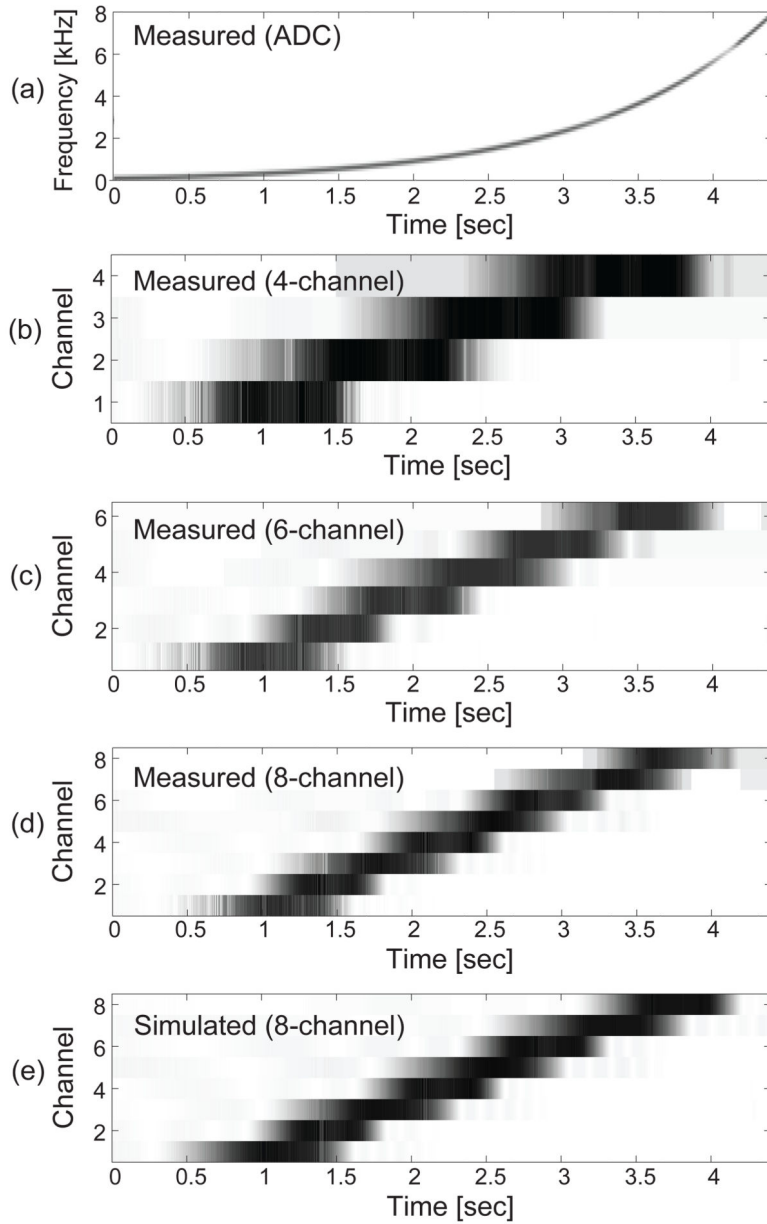 (a)
Frequency [kHz]
8
6
4
2
0
Measured (ADC)
0 0.5 1 1.5 2 2.5 3 3.5 4
Time [sec]
(b)
Channel
4
3
2
1
Measured (4-channel)
0 0.5 1 1.5 2 2.5 3 3.5 4
Time [sec]
(c)
Channel
6
4
2
Measured (6-channel)
0 0.5 1 1.5 2 2.5 3 3.5 4
Time [sec]
(d)
Channel
8
6
4
2
Measured (8-channel)
0 0.5 1 1.5 2 2.5 3 3.5 4
Time [sec]
(e)
Channel
8
6
4
2
Simulated (8-channel)
0 0.5 1 1.5 2 2.5 3 3.5 4
Time [sec]